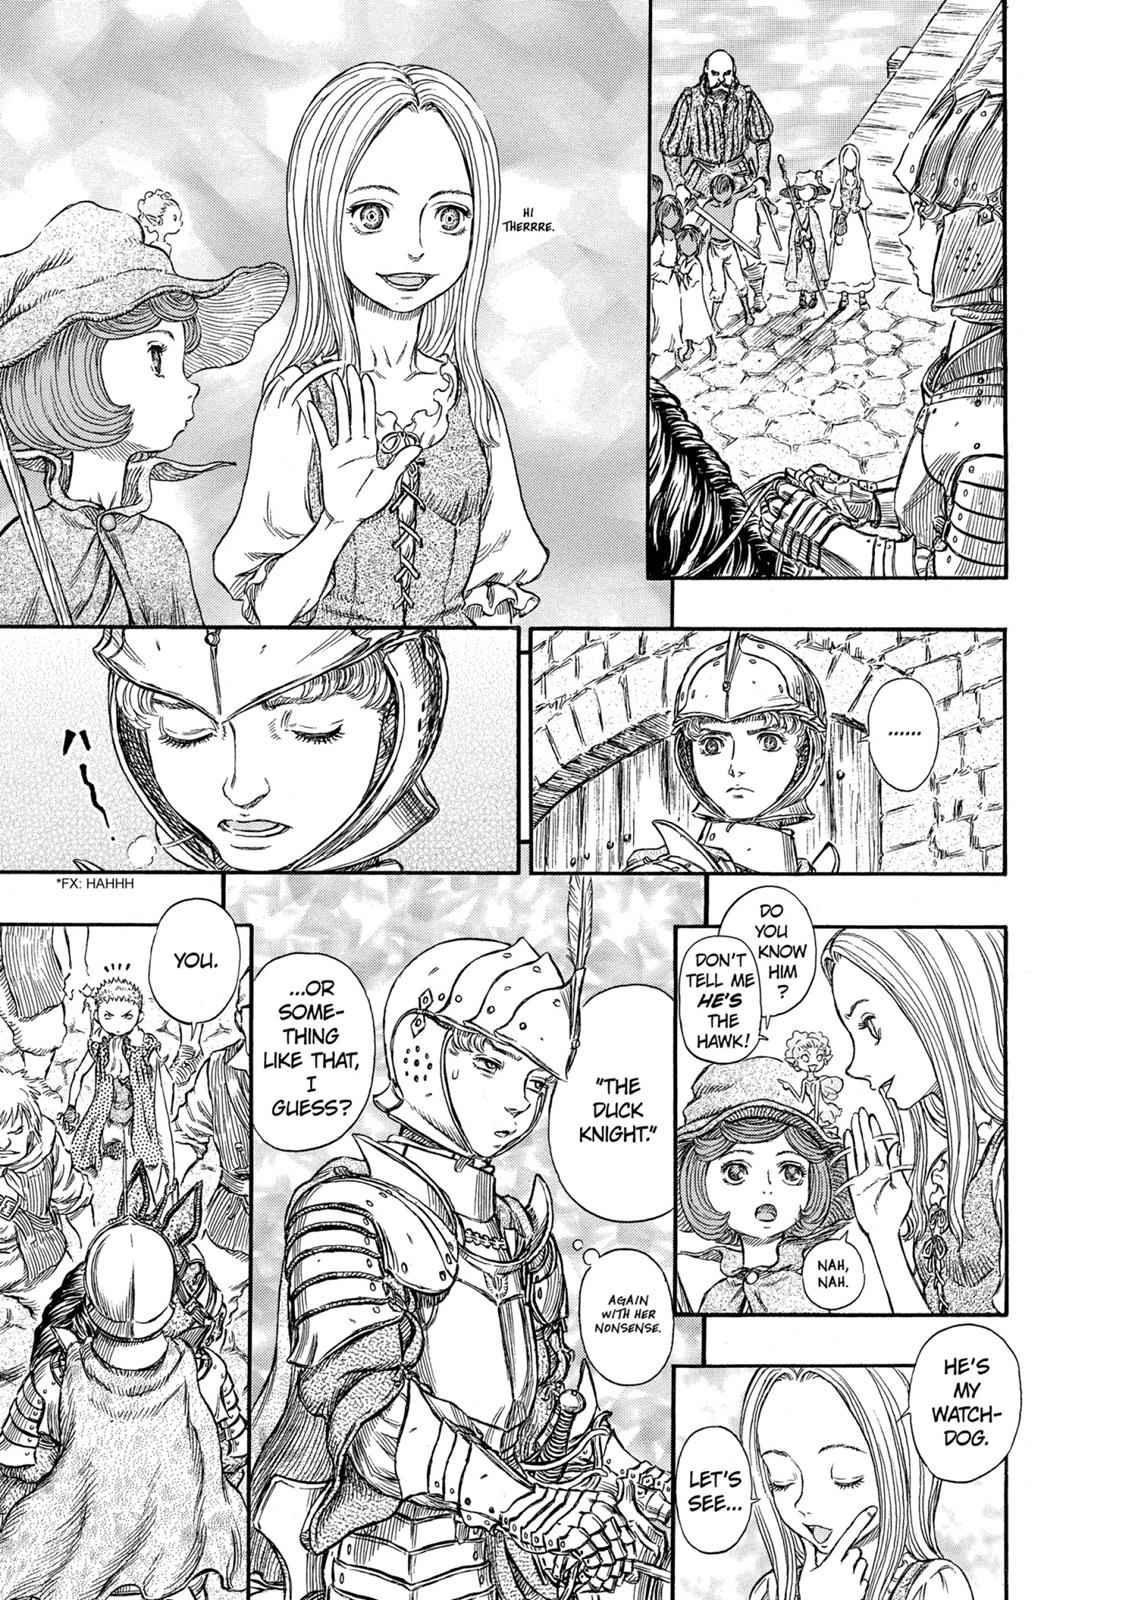 HI
THERRRE.
......
*FX: HAHHH
DO
YOU
KNOW
HIM
?
DON'T
TELL ME
HE'S
THE
HAWK!
NAH,
NAH.
HE'S
MY
WATCH-
DOG.
LET'S
SEE...
"THE
DUCK
KNIGHT."
AGAIN
WITH HER
NONSENSE.
...OR
SOME-
THING
LIKE THAT,
I
GUESS?
YOU.